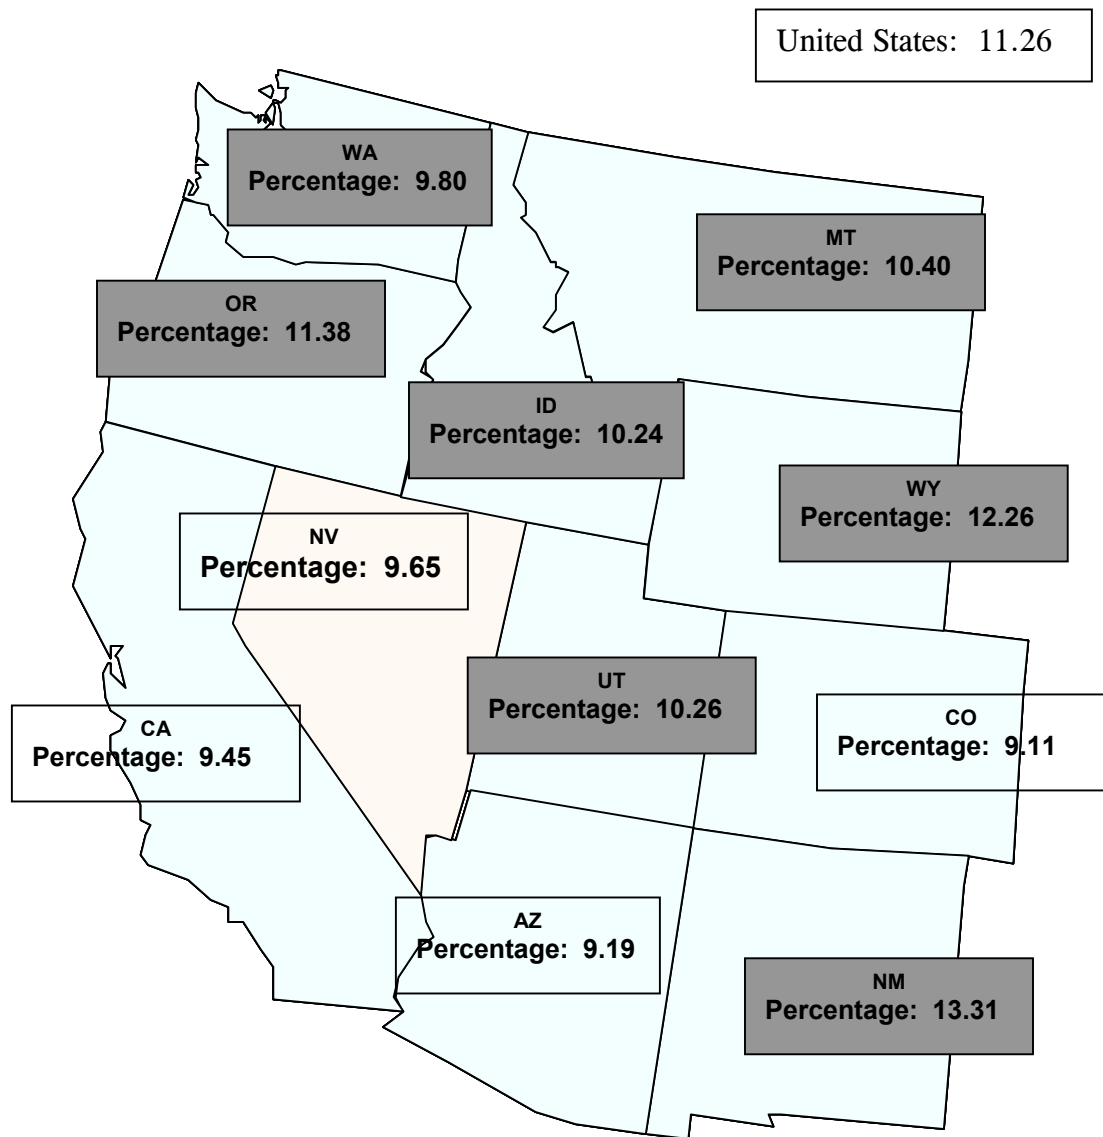 United States: 11.26
WA
Percentage: 9.80
MT
Percentage: 10.40
OR
Percentage: 11.38
ID
Percentage: 10.24
WY
Percentage: 12.26
NV
Percentage: 9.65
UT
Percentage: 10.26
CO
Percentage: 9.11
CA
Percentage: 9.45
AZ
Percentage: 9.19
NM
Percentage: 13.31